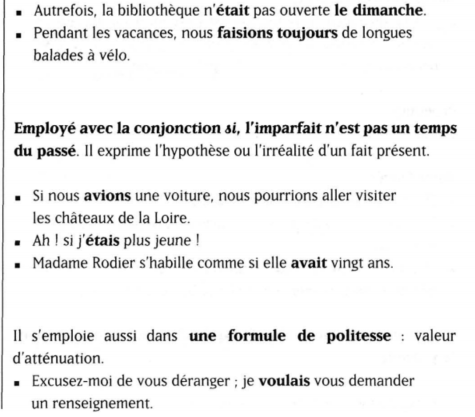 ▪ Autrefois, la bibliothèque n'était pas ouverte le dimanche.
▪ Pendant les vacances, nous faisions toujours de longues
balades à vélo.
Employé avec la conjonction si, l'imparfait n'est pas un temps
du passé. Il exprime l'hypothèse ou l'irréalité d'un fait présent.
▪ Si nous avions une voiture, nous pourrions aller visiter
les châteaux de la Loire.
▪ Ah ! si j'étais plus jeune !
▪ Madame Rodier s'habille comme si elle avait vingt ans.
Il s'emploie aussi dans une formule de politesse : valeur
d'atténuation.
▪ Excusez-moi de vous déranger ; je voulais vous demander
un renseignement.